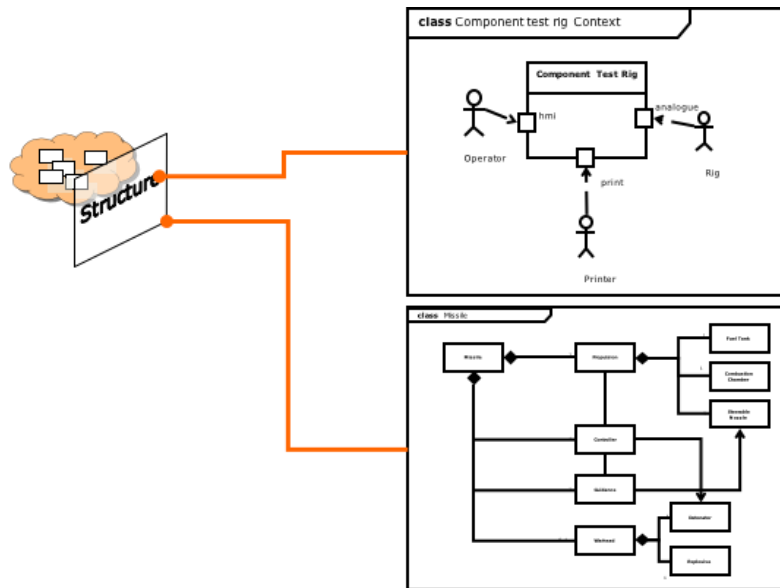 class Component test rig Context
Component Test Rig
hmi
analogue
Operator
Rig
print
Printer
Structure
class Missile
Missile
Propulsion
Fuel Tank
Combustion
Chamber
Steerable
Nozzle
Controller
Guidance
Detonator
Warhead
Explosive